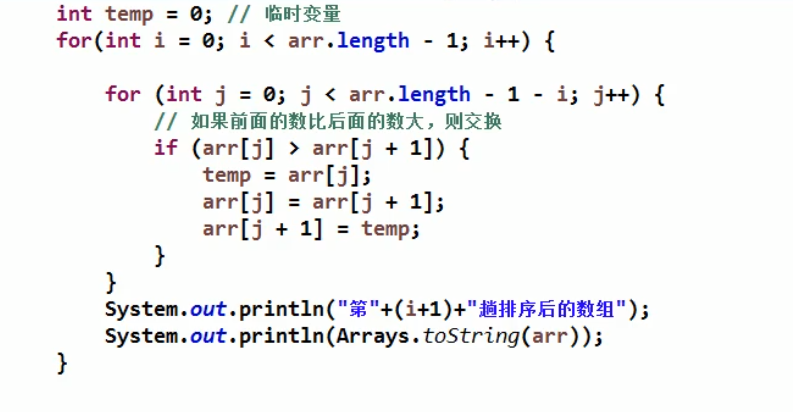 int temp = 0; // 临时变量
for(int i = 0; i < arr.length - 1; i++) {
for (int j = 0; j < arr.length - 1 - i; j++) {
// 如果前面的数比后面的数大，则交换
if (arr[j] > arr[j + 1]) {
temp = arr[j];
arr[j] = arr[j + 1];
arr[j + 1] = temp;
}
}
System.out.println("第"+(i+1)+"趟排序后的数组");
System.out.println(Arrays.toString(arr));
}